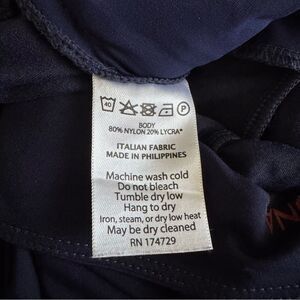 40 P
BODY
80% NYLON 20% LYCRA*
ITALIAN FABRIC
MADE IN PHILIPPINES
Machine wash cold
Do not bleach
Tumble dry low
Hang to dry
Iron, steam, or dry low heat
May be dry cleaned
RN 174729